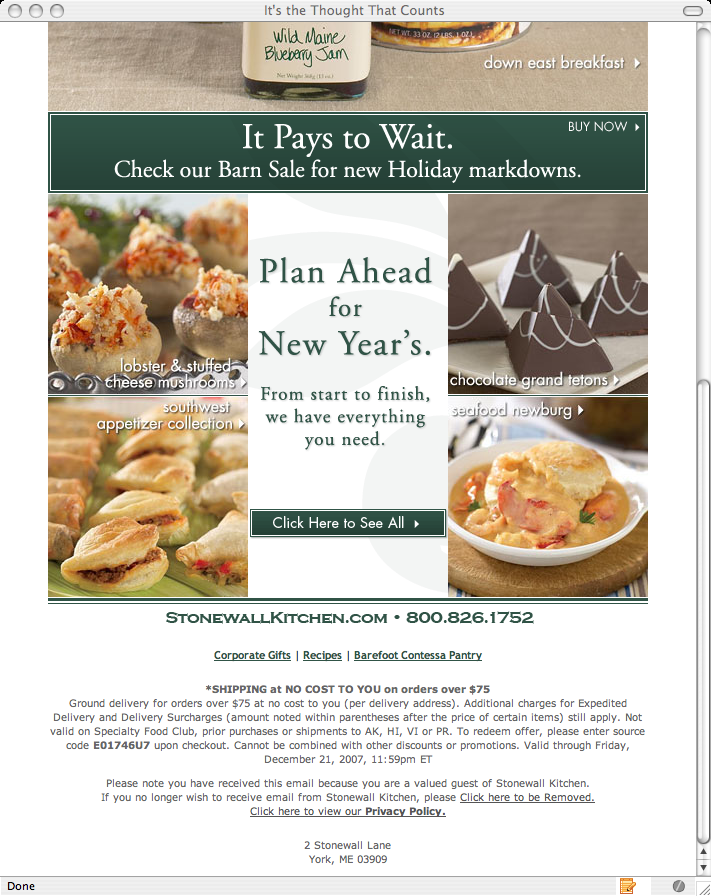 It's the Thought That Counts
Wild Maine
Blueberry Jam
Net Weight 368g (13 oz.)
NET WT. 33 OZ. (2 LBS. 1 OZ.)
down east breakfast
BUY NOW
It Pays to Wait.
Check our Barn Sale for new Holiday markdowns.
lobster & stuffed
cheese mushrooms
Plan Ahead
for
New Year's.
From start to finish,
we have everything
you need.
chocolate grand tetons
southwest
appetizer collection
seafood newburg
Click Here to See All
StonewallKitchen.com • 800.826.1752
Corporate Gifts | Recipes | Barefoot Contessa Pantry
*SHIPPING at NO COST TO YOU on orders over $75
Ground delivery for orders over $75 at no cost to you (per delivery address). Additional charges for Expedited
Delivery and Delivery Surcharges (amount noted within parentheses after the price of certain items) still apply. Not
valid on Specialty Food Club, prior purchases or shipments to AK, HI, VI or PR. To redeem offer, please enter source
code E01746U7 upon checkout. Cannot be combined with other discounts or promotions. Valid through Friday,
December 21, 2007, 11:59pm ET
Please note you have received this email because you are a valued guest of Stonewall Kitchen.
If you no longer wish to receive email from Stonewall Kitchen, please Click here to be Removed.
Click here to view our Privacy Policy.
2 Stonewall Lane
York, ME 03909
Done